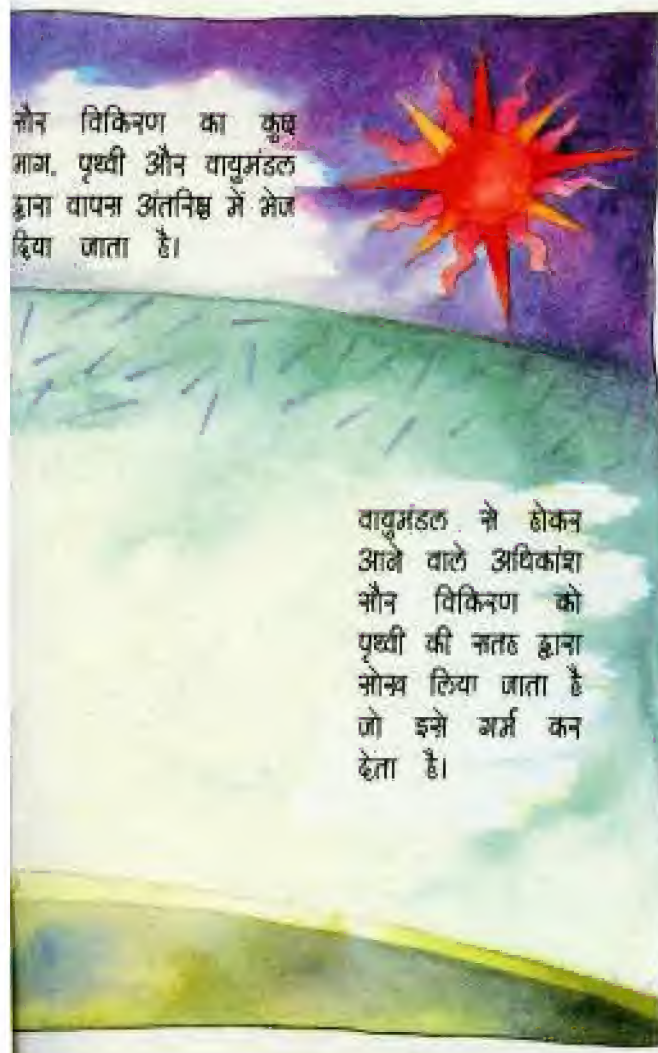 सौर विकिरण का कुछ
भाग, पृथ्वी और वायुमंडल
द्वारा वापस अंतरिक्ष में भेज
दिया जाता है।
वायुमंडल से होकर
आने वाले अधिकांश
सौर विकिरण को
पृथ्वी की सतह द्वारा
सोख लिया जाता है
जो इसे गर्म कर
देता है।